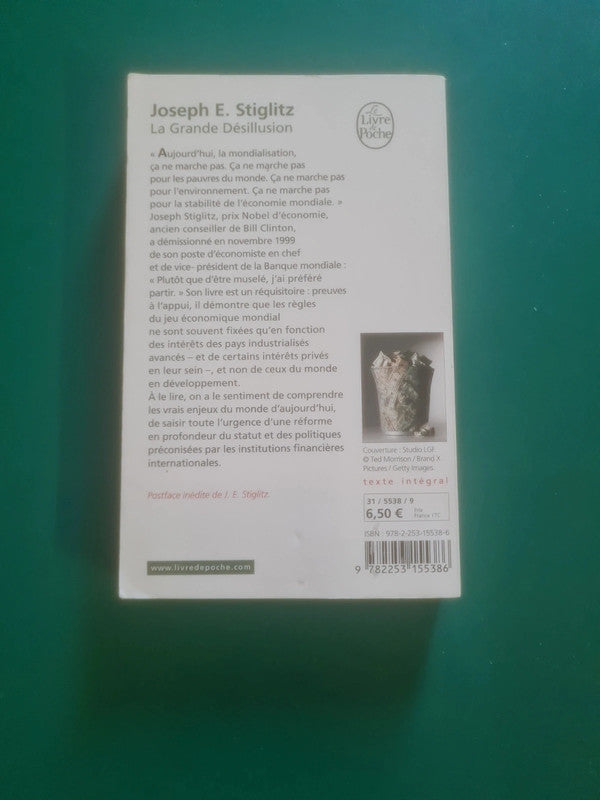 Joseph E. Stiglitz
La Grande Désillusion
Le
Livre
de
Poche
« Aujourd'hui, la mondialisation,
ça ne marche pas. Ça ne marche pas
pour les pauvres du monde. Ça ne marche pas
pour l'environnement. Ça ne marche pas
pour la stabilité de l'économie mondiale. »
Joseph Stiglitz, prix Nobel d'économie,
ancien conseiller de Bill Clinton,
a démissionné en novembre 1999
de son poste d'économiste en chef
et de vice- président de la Banque mondiale :
« Plutôt que d'être muselé, j'ai préféré
partir. » Son livre est un réquisitoire : preuves
à l'appui, il démontre que les règles
du jeu économique mondial
ne sont souvent fixées qu'en fonction
des intérêts des pays industrialisés
avancés – et de certains intérêts privés
en leur sein –, et non de ceux du monde
en développement.
À le lire, on a le sentiment de comprendre
les vrais enjeux du monde d'aujourd'hui,
de saisir toute l'urgence d'une réforme
en profondeur du statut et des politiques
préconisées par les institutions financières
internationales.
Postface inédite de J. E. Stiglitz.
www.livredepoche.com
Couverture : Studio LGF.
© Ted Morrison / Brand X
Pictures / Getty Images.
texte intégral
31 / 5538 / 9
6,50 € Prix
France TTC
ISBN : 978-2-253-15538-6
9 782253 155386